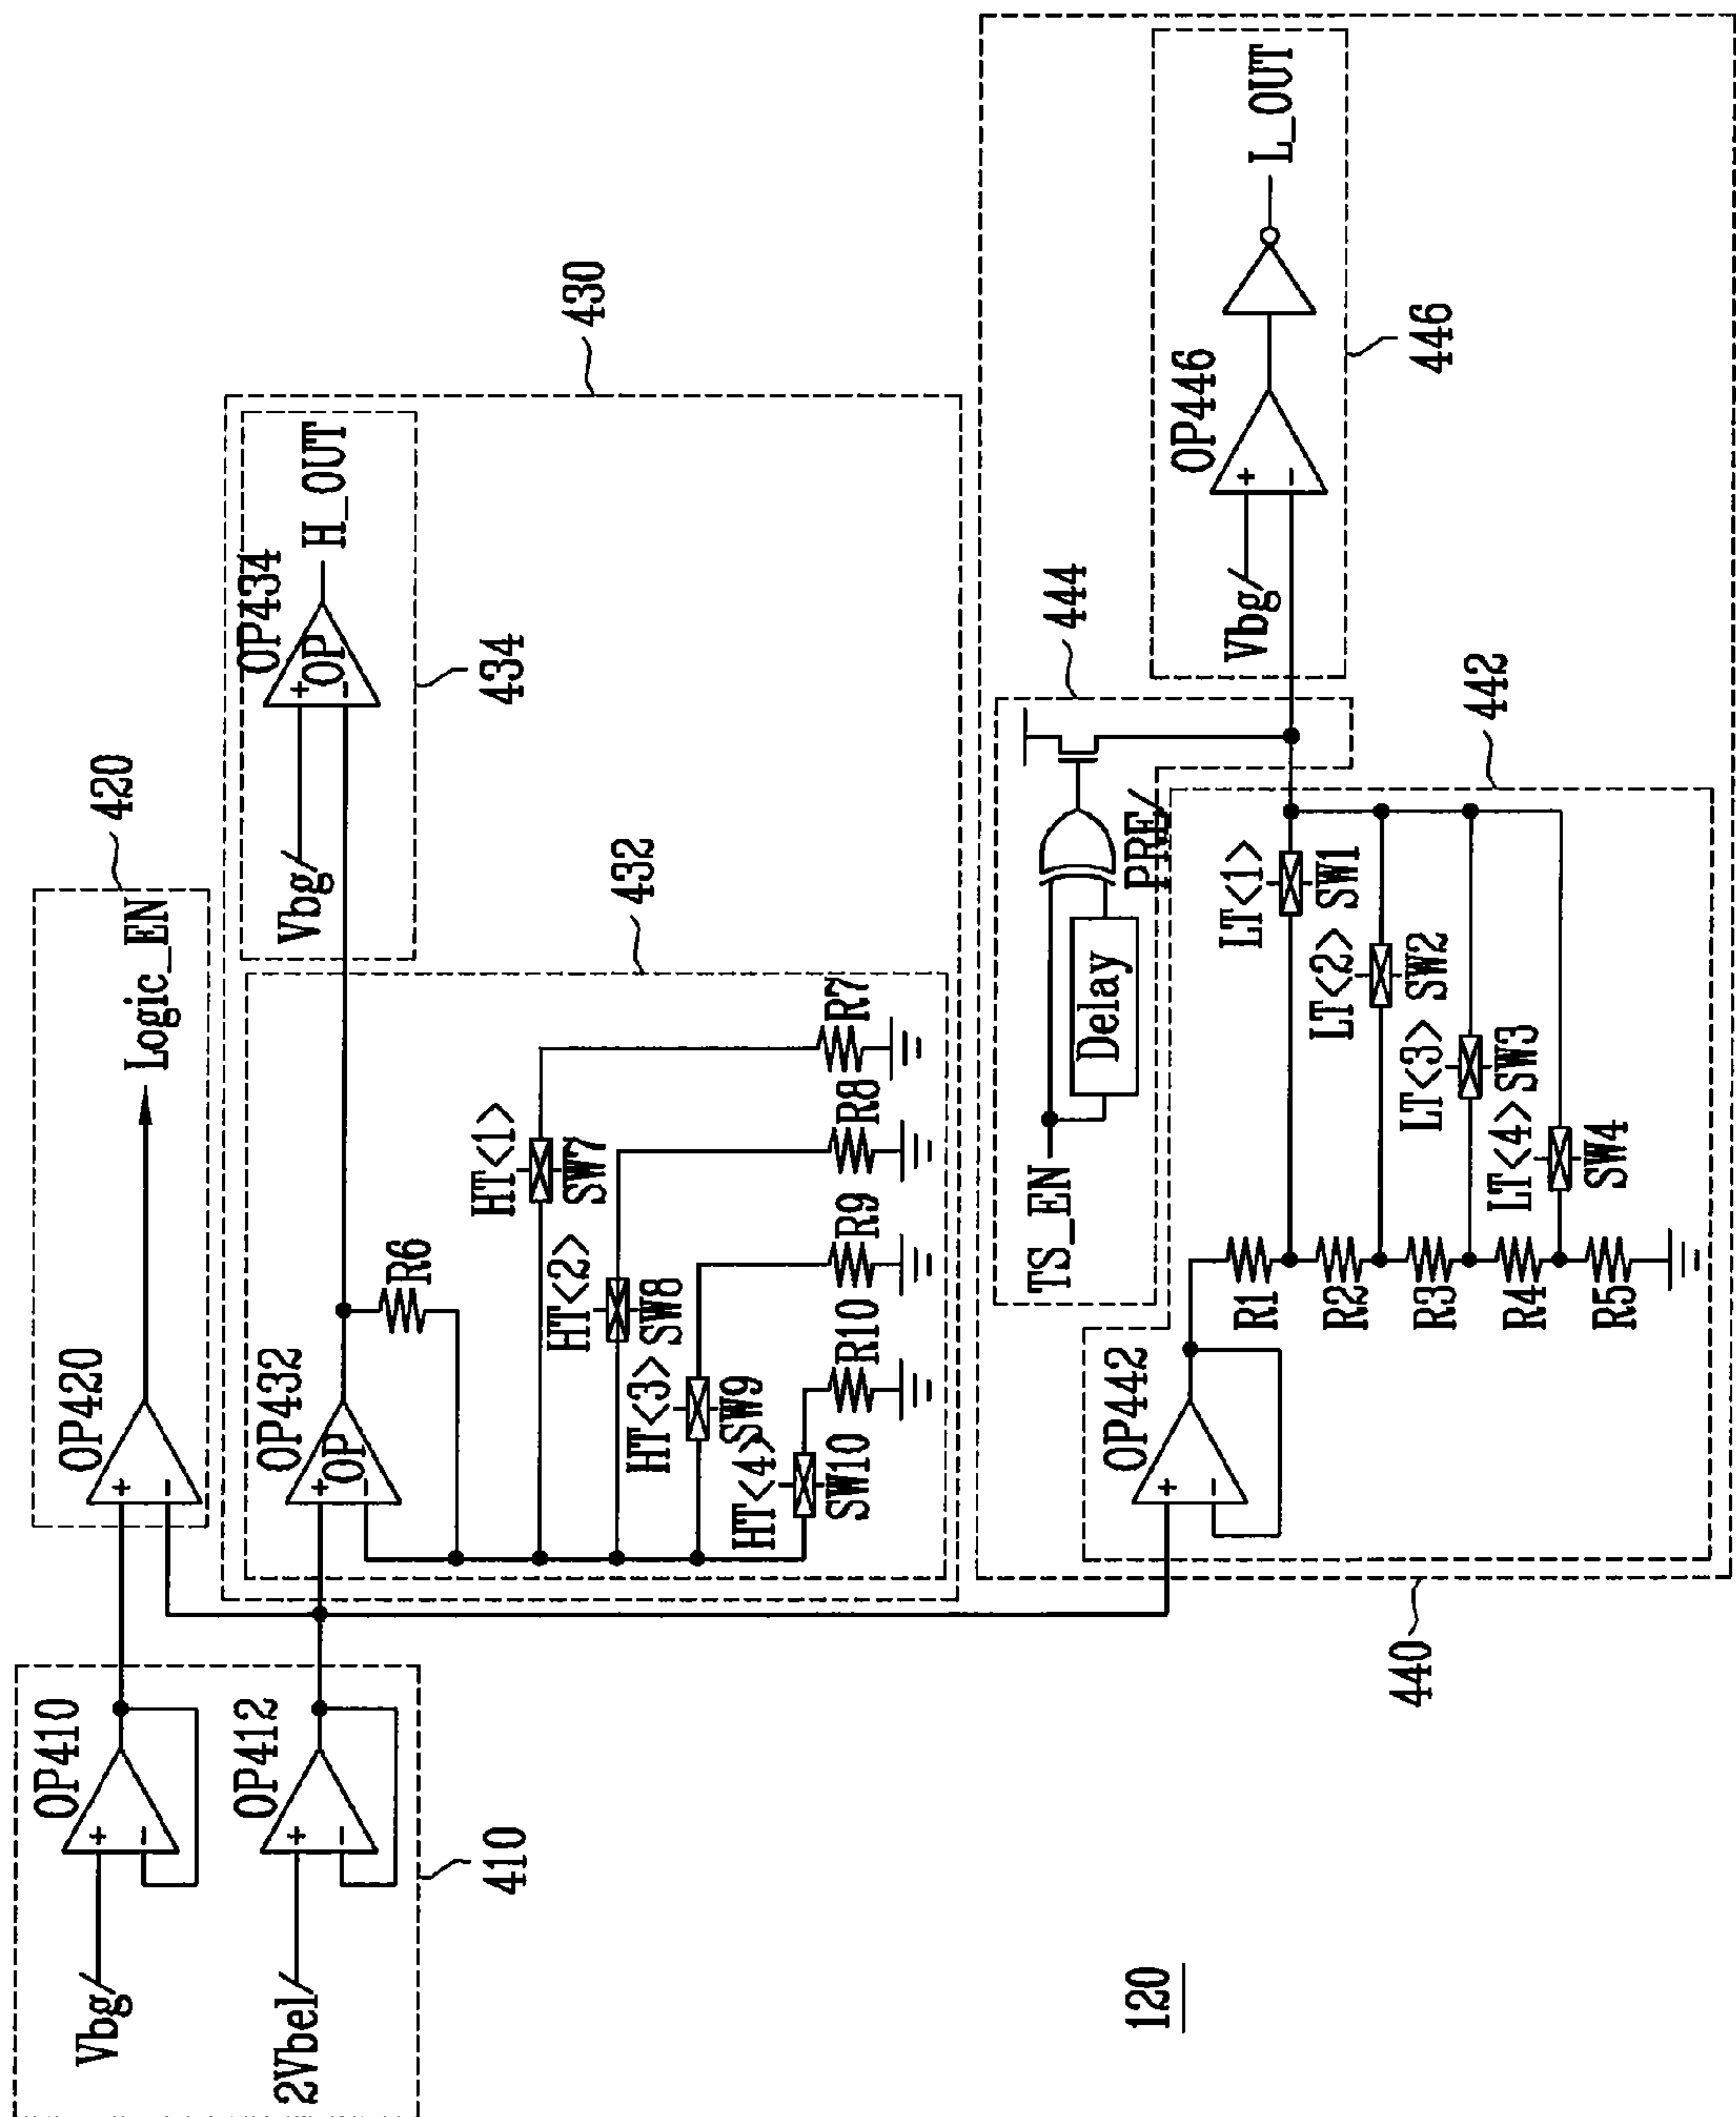 Vbg
2Vbe1
OP410
OP412
410
OP420
Logic_EN
420
OP432
OP
R6
HT<1>
SW7
HT<2>
SW8
HT<3>
SW9
HT<4>
SW10
R7
R8
R9
R10
432
Vbg
OP434
OP
H_OUT
434
430
OP442
R1
R2
R3
R4
R5
LT<1>
SW1
LT<2>
SW2
LT<3>
SW3
LT<4>
SW4
442
TS_EN
Delay
PRE
444
Vbg
OP446
L_OUT
446
440
120